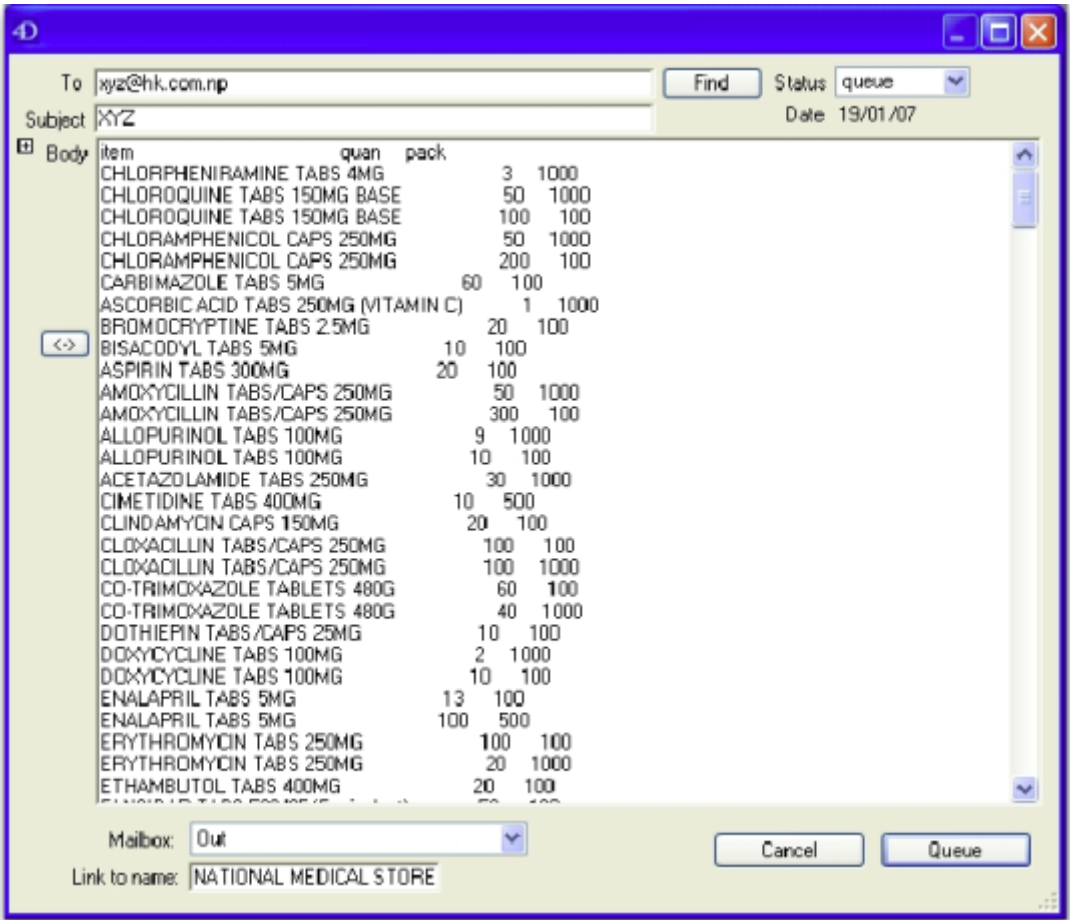 4D
To xyz@hk.com.np Find Status queue
Subject XYZ Date 19/01/07
Body item quan pack
CHLORPHENIRAMINE TABS 4MG 3 1000
CHLOROQUINE TABS 150MG BASE 50 1000
CHLOROQUINE TABS 150MG BASE 100 100
CHLORAMPHENICOL CAPS 250MG 50 1000
CHLORAMPHENICOL CAPS 250MG 200 100
CARBIMAZOLE TABS 5MG 60 100
ASCORBIC ACID TABS 250MG (VITAMIN C) 1 1000
BROMOCRYPTINE TABS 2.5MG 20 100
<-> BISACODYL TABS 5MG 10 100
ASPIRIN TABS 300MG 20 100
AMOXYCILLIN TABS/CAPS 250MG 50 1000
AMOXYCILLIN TABS/CAPS 250MG 300 100
ALLOPURINOL TABS 100MG 9 1000
ALLOPURINOL TABS 100MG 10 100
ACETAZOLAMIDE TABS 250MG 30 1000
CIMETIDINE TABS 400MG 10 500
CLINDAMYCIN CAPS 150MG 20 100
CLOXACILLIN TABS/CAPS 250MG 100 100
CLOXACILLIN TABS/CAPS 250MG 100 1000
CO-TRIMOXAZOLE TABLETS 480G 60 100
CO-TRIMOXAZOLE TABLETS 480G 40 1000
DOTHIEPIN TABS/CAPS 25MG 10 100
DOXYCYCLINE TABS 100MG 2 1000
DOXYCYCLINE TABS 100MG 10 100
ENALAPRIL TABS 5MG 13 100
ENALAPRIL TABS 5MG 100 500
ERYTHROMYCIN TABS 250MG 100 100
ERYTHROMYCIN TABS 250MG 20 1000
ETHAMBUTOL TABS 400MG 20 100
Mailbox: Out Cancel Queue
Link to name: NATIONAL MEDICAL STORE